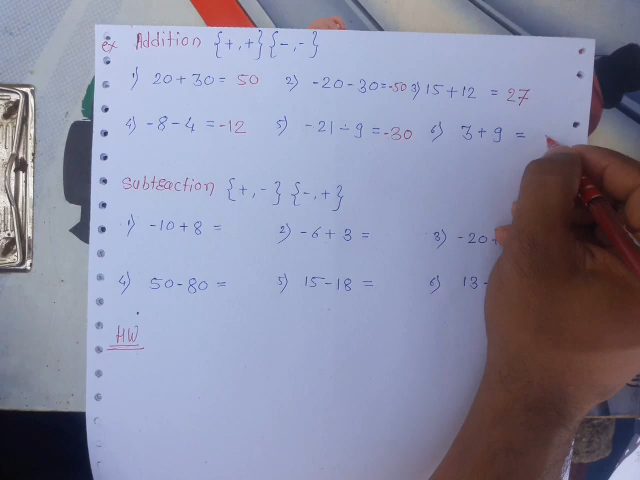 ex Addition {+,+} {-,-}
1) 20+30= 50 2) -20-30=-50 3) 15+12 = 27
4) -8-4 =-12 5) -21÷9 =-30 6) 3+9 =
subtsaction {+,-} {-,+}
1) -10+8 = 2) -6+3 = 3) -20+
4) 50-80= 5) 15-18 = 6) 13-
HW